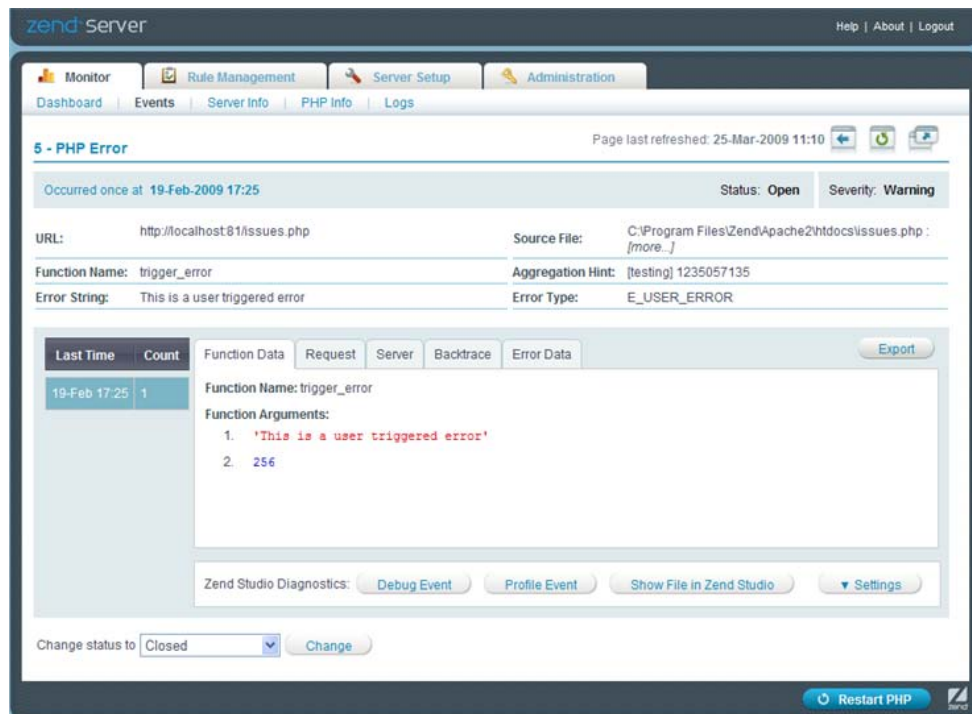 zend server
Help | About | Logout
Monitor Rule Management Server Setup Administration
Dashboard | Events | Server Info | PHP Info | Logs
5 - PHP Error
Page last refreshed: 25-Mar-2009 11:10
Occurred once at 19-Feb-2009 17:25 Status: Open Severity: Warning
URL: http://localhost:81/issues.php
Source File: C:\Program Files\Zend\Apache2\htdocs\issues.php :
[more...]
Function Name: trigger_error
Aggregation Hint: [testing] 1235057135
Error String: This is a user triggered error
Error Type: E_USER_ERROR
Last Time Count
19-Feb 17:25 1
Function Data Request Server Backtrace Error Data
Export
Function Name: trigger_error
Function Arguments:
1. 'This is a user triggered error'
2. 256
Zend Studio Diagnostics: Debug Event Profile Event Show File in Zend Studio ▼ Settings
Change status to Closed Change
Restart PHP
zend